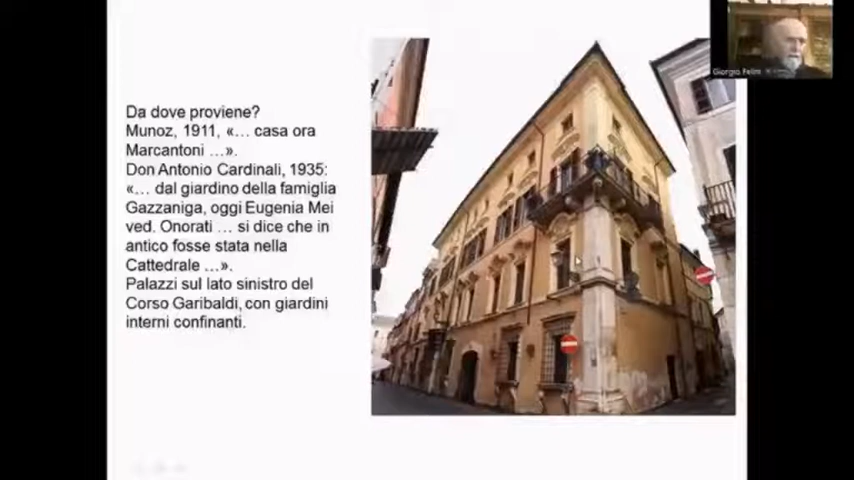 Giorgio Felini
Da dove proviene?
Munoz, 1911, «… casa ora
Marcantoni …».
Don Antonio Cardinali, 1935:
«… dal giardino della famiglia
Gazzaniga, oggi Eugenia Mei
ved. Onorati … si dice che in
antico fosse stata nella
Cattedrale …».
Palazzi sul lato sinistro del
Corso Garibaldi, con giardini
interni confinanti.